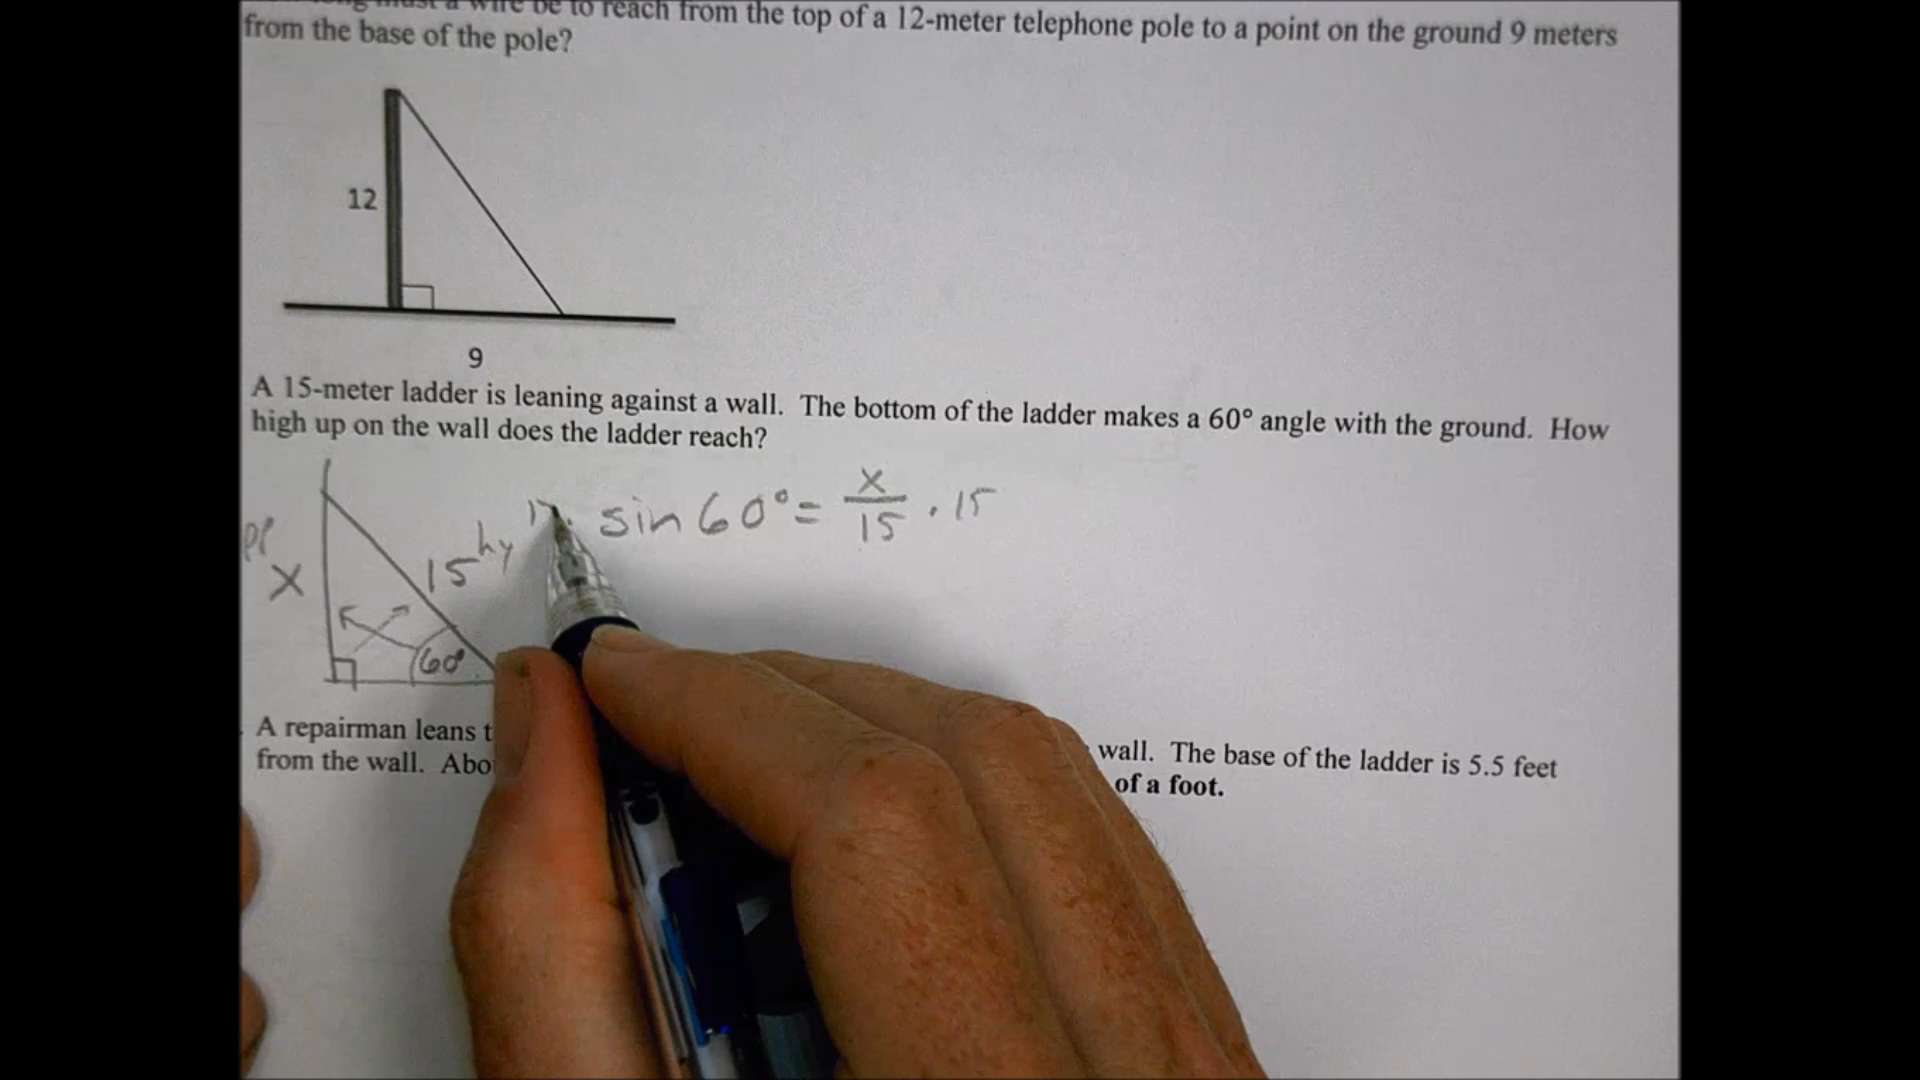 must a wire be to reach from the top of a 12-meter telephone pole to a point on the ground 9 meters
from the base of the pole?
12
9
A 15-meter ladder is leaning against a wall. The bottom of the ladder makes a 60° angle with the ground. How
high up on the wall does the ladder reach?
x
15
hy
60°
sin 60° = x/15 · 15
A repairman leans
wall. The base of the ladder is 5.5 feet
from the wall.
of a foot.